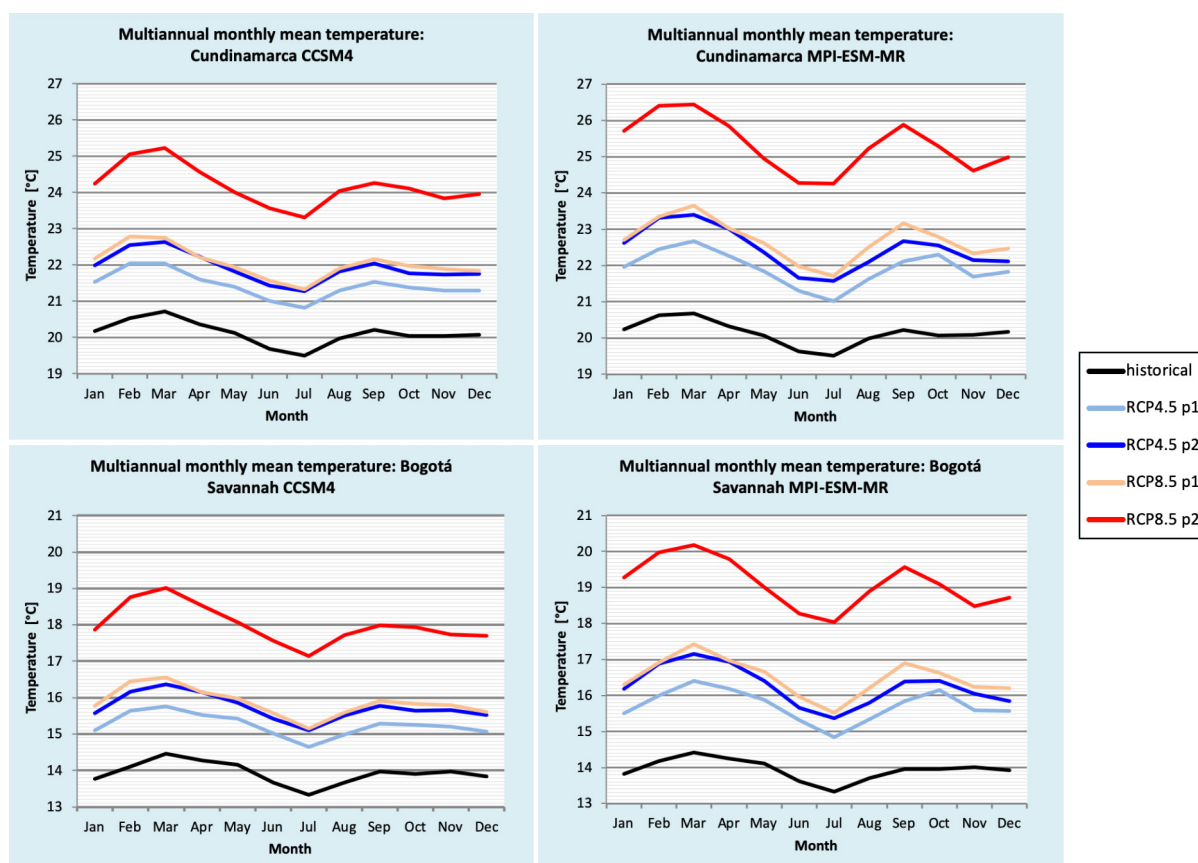 Multiannual monthly mean temperature:
Cundinamarca CCSM4
Temperature [°C]
27
26
25
24
23
22
21
20
19
Jan Feb Mar Apr May Jun Jul Aug Sep Oct Nov Dec
Month
Multiannual monthly mean temperature:
Cundinamarca MPI-ESM-MR
Temperature [°C]
27
26
25
24
23
22
21
20
19
Jan Feb Mar Apr May Jun Jul Aug Sep Oct Nov Dec
Month
Multiannual monthly mean temperature: Bogotá
Savannah CCSM4
Temperature [°C]
21
20
19
18
17
16
15
14
13
Jan Feb Mar Apr May Jun Jul Aug Sep Oct Nov Dec
Month
Multiannual monthly mean temperature: Bogotá
Savannah MPI-ESM-MR
Temperature [°C]
21
20
19
18
17
16
15
14
13
Jan Feb Mar Apr May Jun Jul Aug Sep Oct Nov Dec
Month
historical
RCP4.5 p1
RCP4.5 p2
RCP8.5 p1
RCP8.5 p2